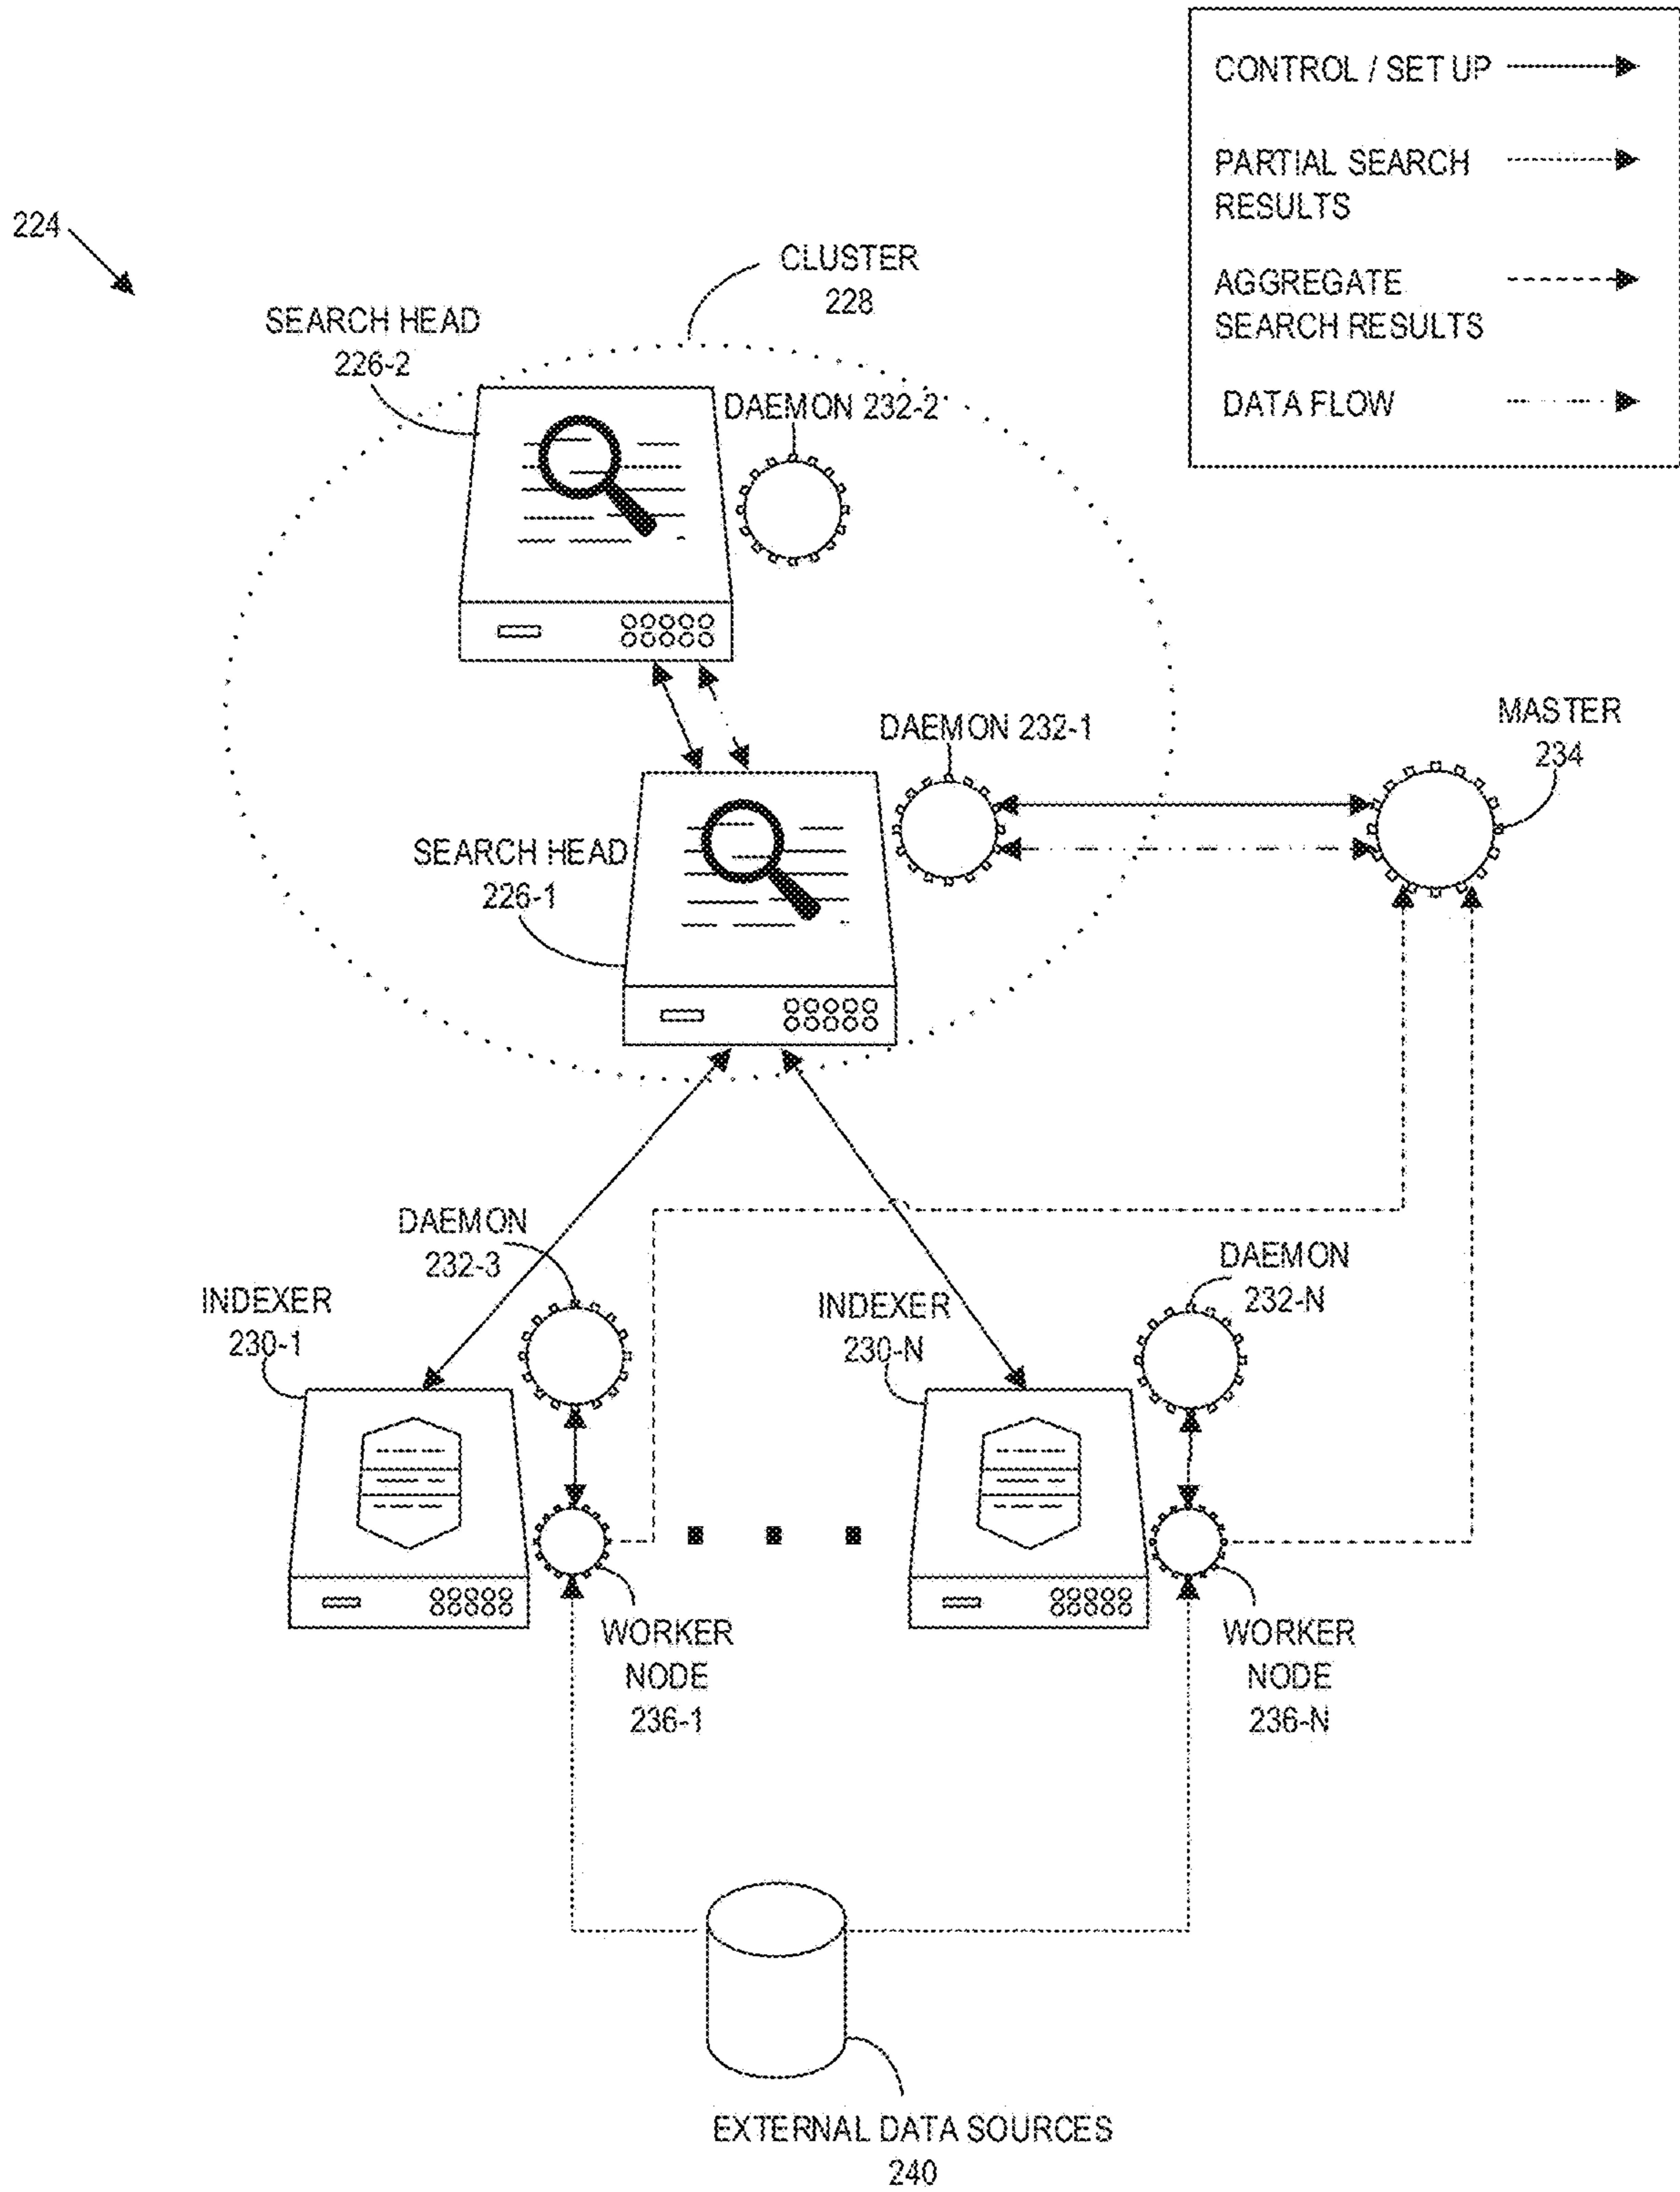 CONTROL / SET UP
PARTIAL SEARCH
RESULTS
AGGREGATE
SEARCH RESULTS
DATA FLOW
224
CLUSTER
228
SEARCH HEAD
226-2
DAEMON 232-2
DAEMON 232-1
MASTER
234
SEARCH HEAD
226-1
DAEMON
232-3
INDEXER
230-1
INDEXER
230-N
DAEMON
232-N
WORKER
NODE
236-1
WORKER
NODE
236-N
EXTERNAL DATA SOURCES
240